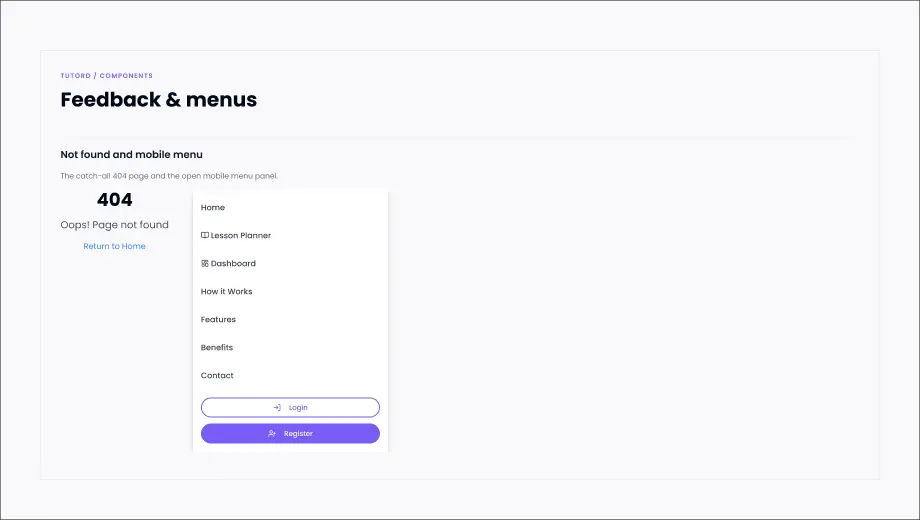 TUTORD / COMPONENTS
Feedback & menus
Not found and mobile menu
The catch-all 404 page and the open mobile menu panel.
404
Oops! Page not found
Return to Home
Home
Lesson Planner
Dashboard
How it Works
Features
Benefits
Contact
Login
Register